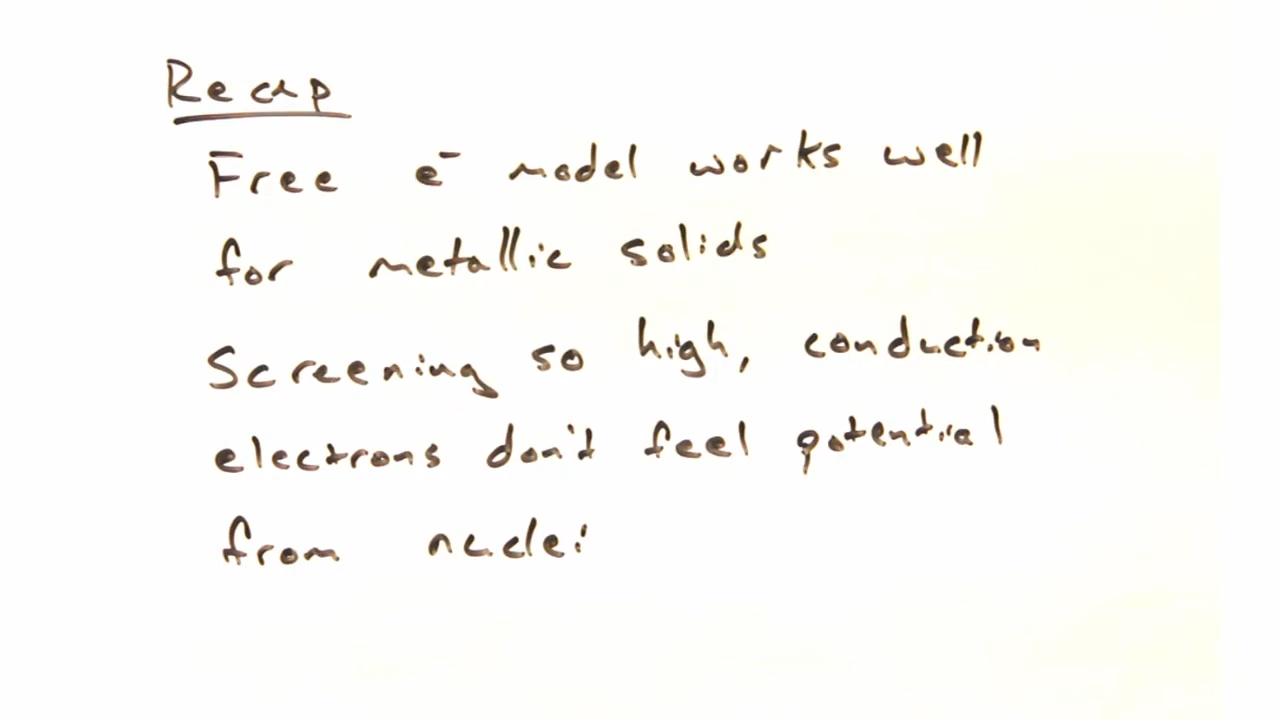 Recap
Free e⁻ model works well
for metallic solids
Screening so high, conduction
electrons don't feel potential
from nuclei